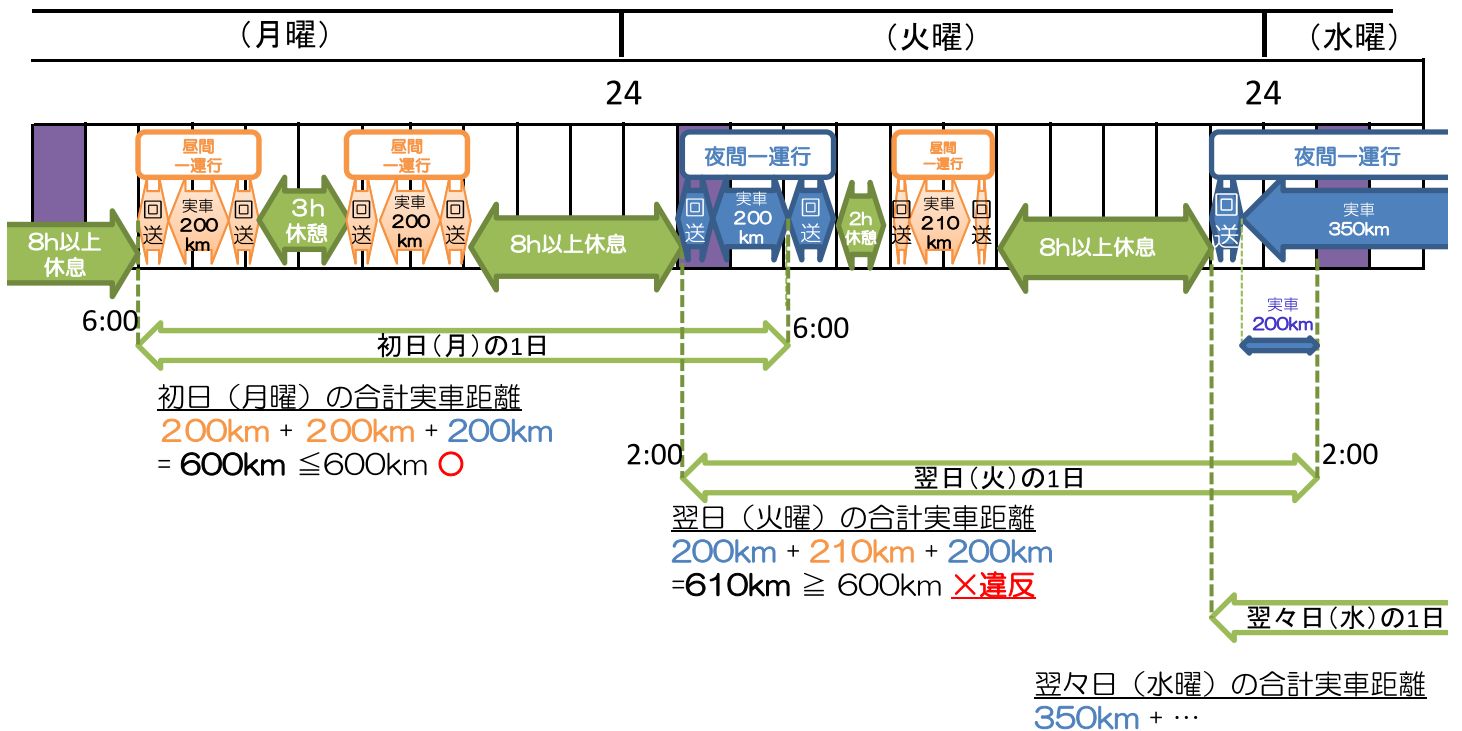 （月曜）
（火曜）
（水曜）
24
24
昼間
一運行
昼間
一運行
夜間一運行
昼間
一運行
夜間一運行
8h以上
休息
回
送
実車
200
km
回
送
3h
休憩
回
送
実車
200
km
回
送
8h以上休息
回
送
実車
200
km
回
送
2h
休憩
回
送
実車
210
km
回
送
8h以上休息
回
送
実車
350km
6:00
初日（月）の1日
6:00
実車
200km
初日（月曜）の合計実車距離
200km + 200km + 200km
= 600km ≦600km 〇
2:00
翌日（火）の1日
2:00
翌日（火曜）の合計実車距離
200km + 210km + 200km
=610km ≧ 600km ×違反
翌々日（水）の1日
翌々日（水曜）の合計実車距離
350km + …